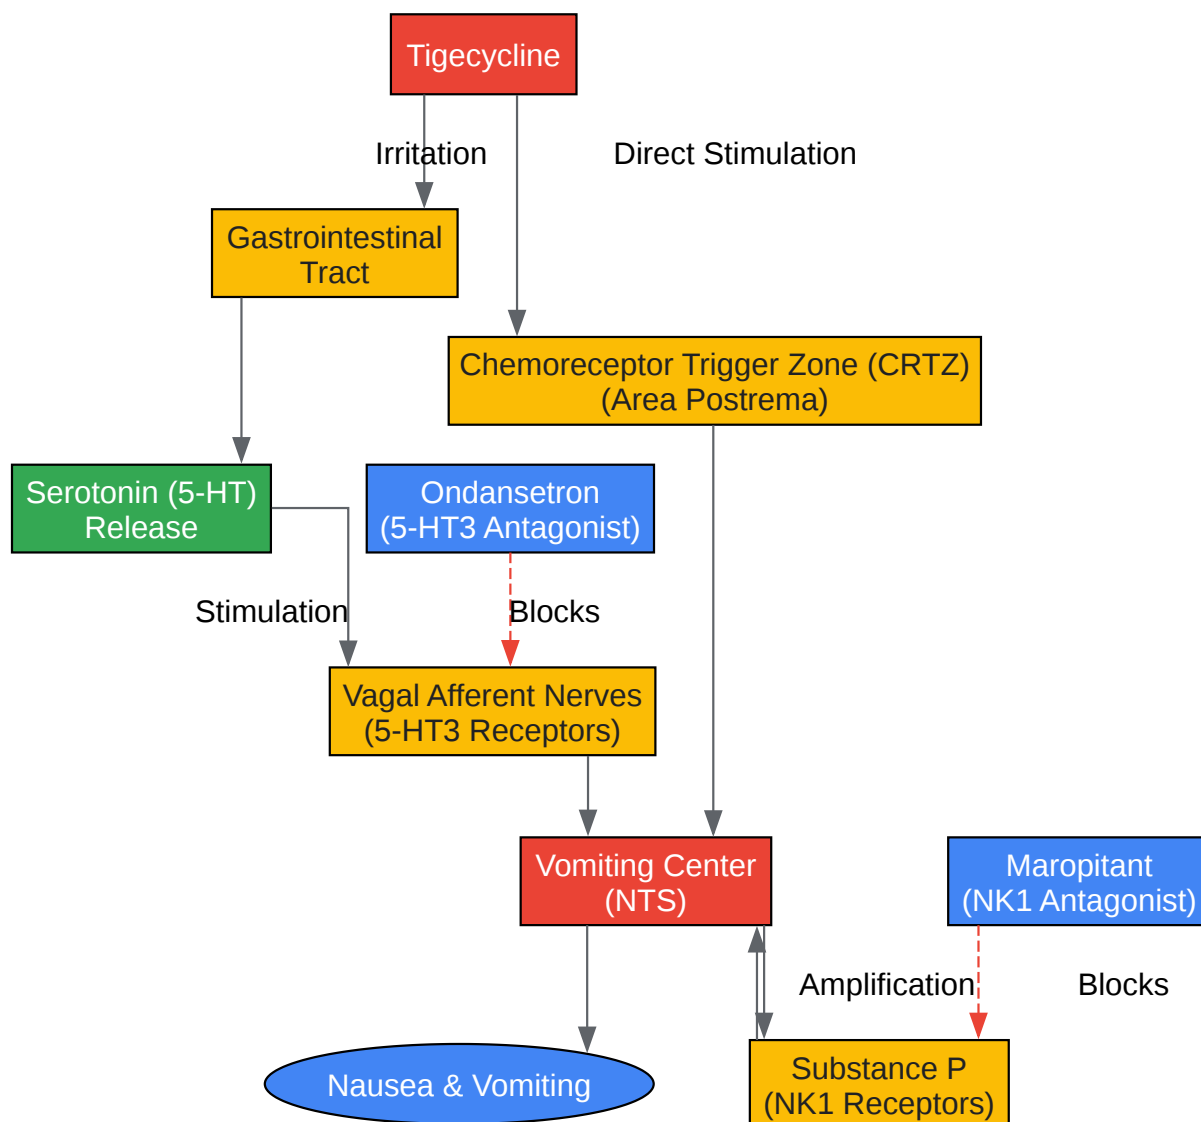 Tigecycline
Irritation
Direct Stimulation
Gastrointestinal
Tract
Chemoreceptor Trigger Zone (CRTZ)
(Area Postrema)
Serotonin (5-HT)
Release
Ondansetron
(5-HT3 Antagonist)
Stimulation
Blocks
Vagal Afferent Nerves
(5-HT3 Receptors)
Vomiting Center
(NTS)
Maropitant
(NK1 Antagonist)
Amplification
Blocks
Nausea & Vomiting
Substance P
(NK1 Receptors)